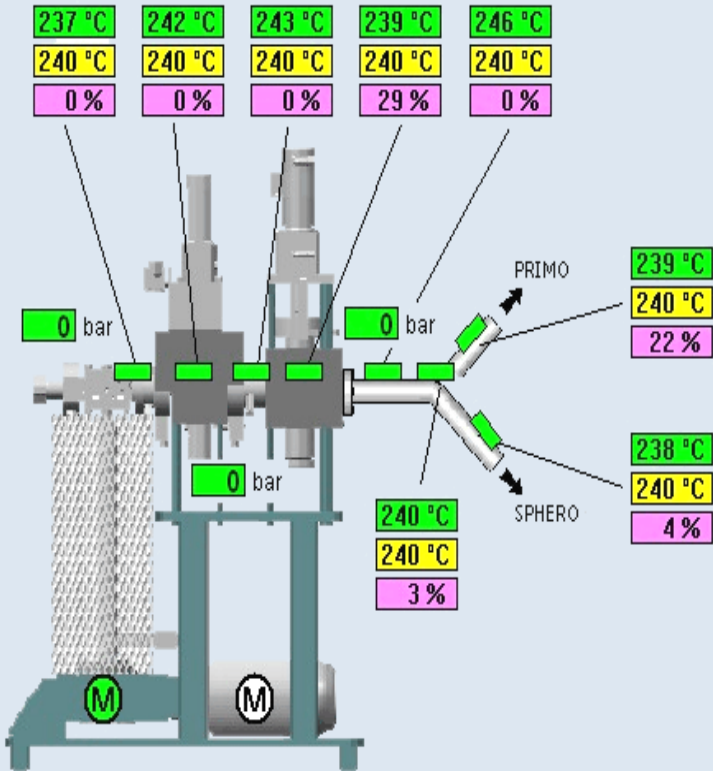 237 °C 242 °C 243 °C 239 °C 246 °C
240 °C 240 °C 240 °C 240 °C 240 °C
0 % 0 % 0 % 29 % 0 %
PRIMO
239 °C
240 °C
22 %
0 bar
0 bar
0 bar
238 °C
240 °C
4 %
SPHERO
240 °C
240 °C
3 %
M M